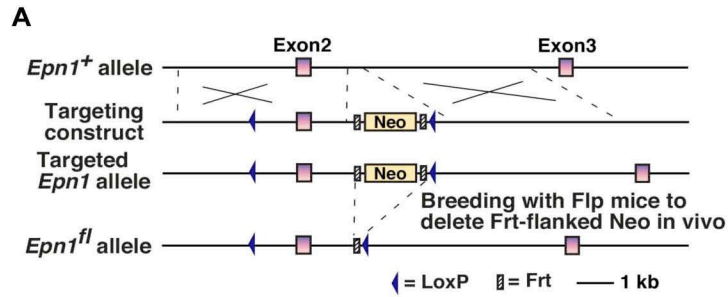 A
Exon2 Exon3
Epn1+ allele
Targeting
construct
Neo
Targeted
Epn1 allele
Neo
Breeding with Flp mice to
delete Frt-flanked Neo in vivo
Epn1fl allele
= LoxP = Frt 1 kb